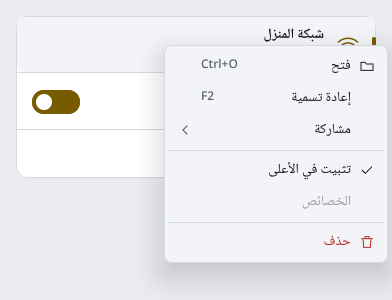 شبكة المنزل
فتح Ctrl+O
إعادة تسمية F2
مشاركة
تثبيت في الأعلى
الخصائص
حذف